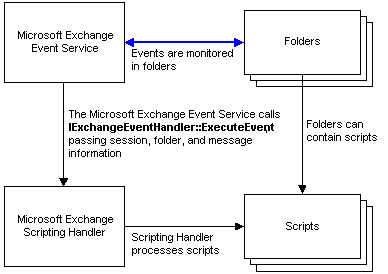 Microsoft Exchange
Event Service
Folders
Events are monitored
in folders
The Microsoft Exchange Event Service calls
IExchangeEventHandler::ExecuteEvent,
passing session, folder, and message
information
Folders can
contain scripts
Microsoft Exchange
Scripting Handler
Scripts
Scripting Handler
processes scripts